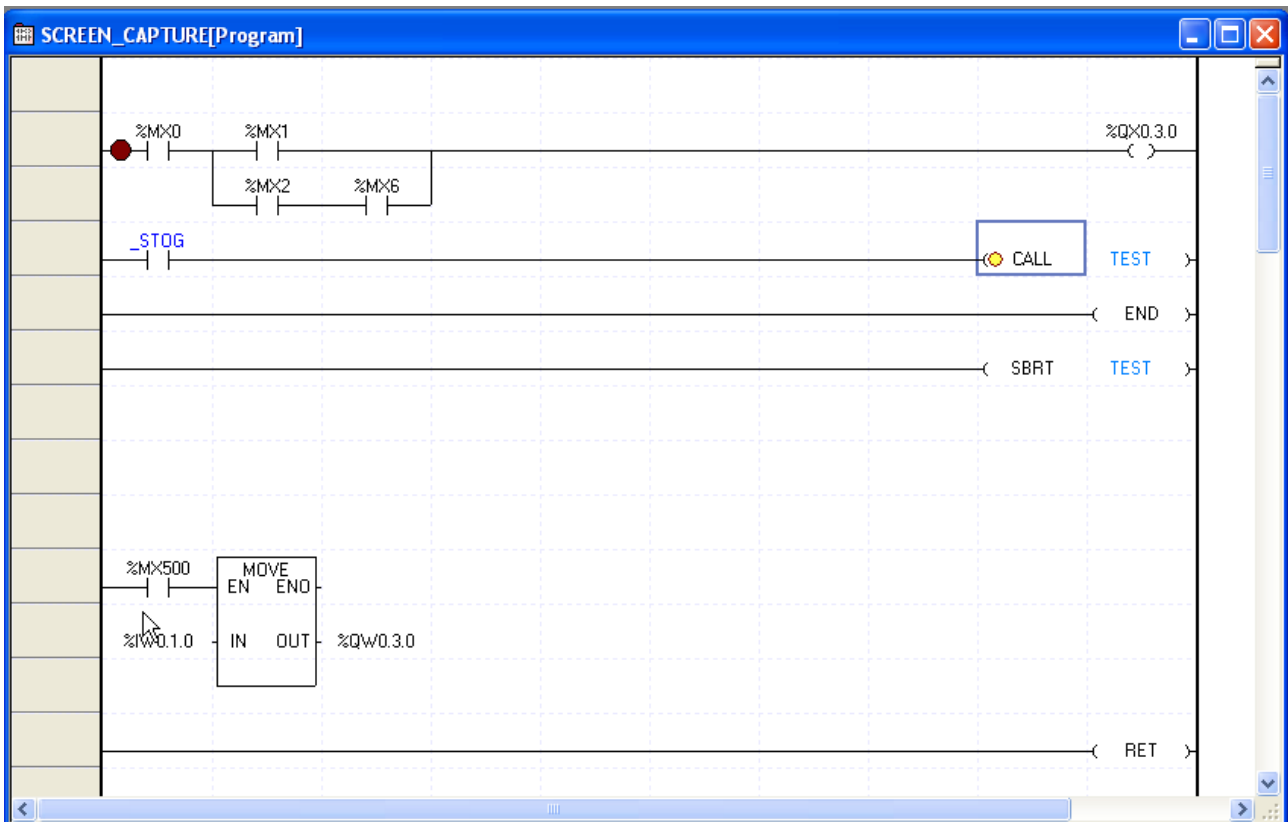 SCREEN_CAPTURE[Program]
%MX0 %MX1 %QX0.3.0
%MX2 %MX6
_STOG
CALL TEST
END
SBRT TEST
%MX500 MOVE
EN ENO
%IW0.1.0 IN OUT %QW0.3.0
RET